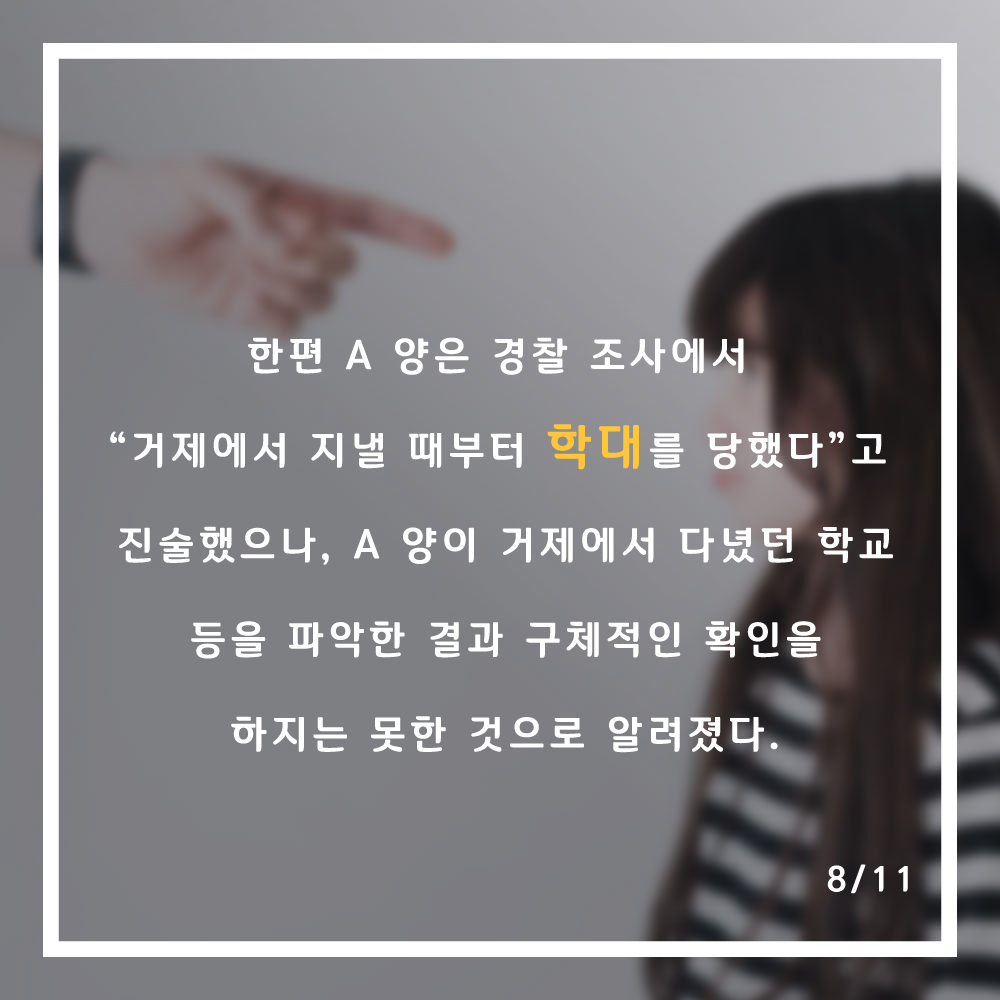 한편 A 양은 경찰 조사에서
“거제에서 지낼 때부터 학대를 당했다”고
진술했으나, A 양이 거제에서 다녔던 학교
등을 파악한 결과 구체적인 확인을
하지는 못한 것으로 알려졌다.
8/11